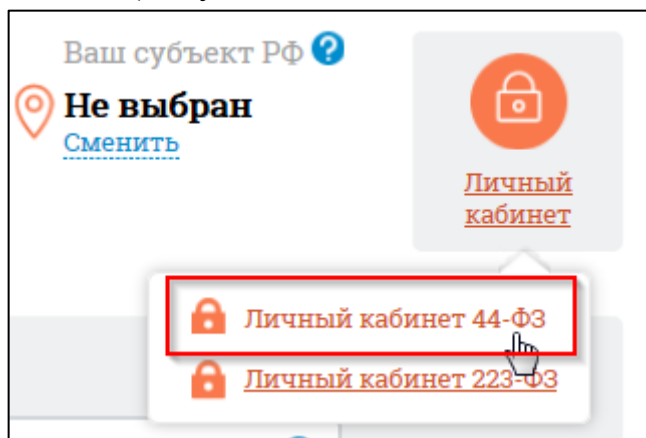 Ваш субъект РФ ?
Не выбран
Сменить
Личный
кабинет
Личный кабинет 44-ФЗ
Личный кабинет 223-ФЗ